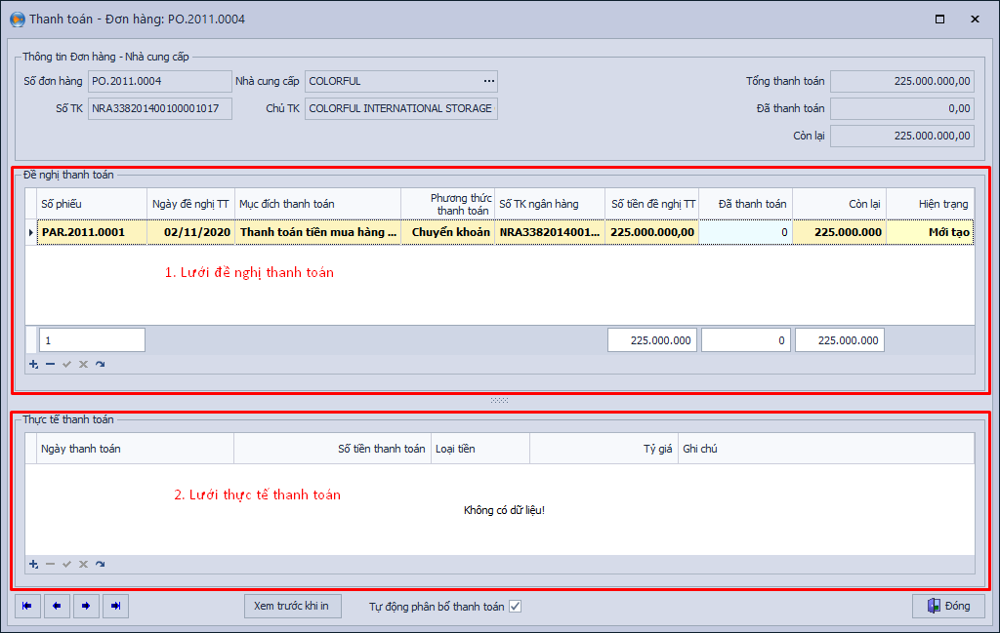 Thanh toán - Đơn hàng: PO.2011.0004
Thông tin Đơn hàng - Nhà cung cấp
Số đơn hàng PO.2011.0004 Nhà cung cấp COLORFUL ... Tổng thanh toán 225.000.000,00
Số TK NRA338201400100001017 Chủ TK COLORFUL INTERNATIONAL STORAGE Đã thanh toán 0,00
Còn lại 225.000.000,00
Đề nghị thanh toán
Số phiếu Ngày đề nghị TT Mục đích thanh toán Phương thức thanh toán Số TK ngân hàng Số tiền đề nghị TT Đã thanh toán Còn lại Hiện trạng
PAR.2011.0001 02/11/2020 Thanh toán tiền mua hàng ... Chuyển khoản NRA3382014001... 225.000.000,00 0 225.000.000 Mới tạo
1. Lưới đề nghị thanh toán
1 225.000.000 0 225.000.000
Thực tế thanh toán
Ngày thanh toán Số tiền thanh toán Loại tiền Tỷ giá Ghi chú
2. Lưới thực tế thanh toán
Không có dữ liệu!
Xem trước khi in Tự động phân bổ thanh toán Đóng